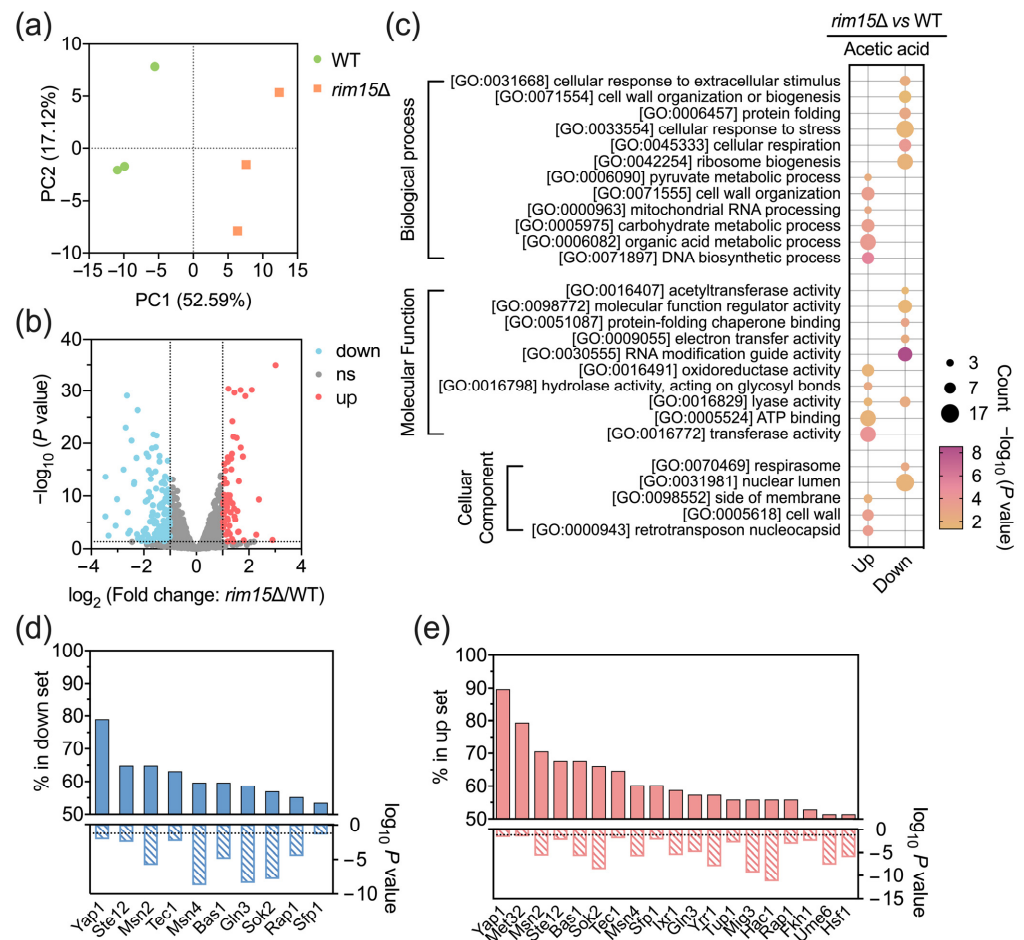 (a)
10
5
0
−5
−10
PC2 (17.12%)
−15
−10
−5
0
5
10
15
PC1 (52.59%)
WT
rim15Δ
(b)
40
30
20
10
5
0
−log10 (P value)
−4
−2
0
2
4
log2 (Fold change: rim15Δ/WT)
down
ns
up
(c)
rim15Δ vs WT
Acetic acid
Biological process
[GO:0031668] cellular response to extracellular stimulus
[GO:0071554] cell wall organization or biogenesis
[GO:0006457] protein folding
[GO:0033554] cellular response to stress
[GO:0045333] cellular respiration
[GO:0042254] ribosome biogenesis
[GO:0006090] pyruvate metabolic process
[GO:0071555] cell wall organization
[GO:0000963] mitochondrial RNA processing
[GO:0005975] carbohydrate metabolic process
[GO:0006082] organic acid metabolic process
[GO:0071897] DNA biosynthetic process
Molecular Function
[GO:0016407] acetyltransferase activity
[GO:0098772] molecular function regulator activity
[GO:0051087] protein-folding chaperone binding
[GO:0009055] electron transfer activity
[GO:0030555] RNA modification guide activity
[GO:0016491] oxidoreductase activity
[GO:0016798] hydrolase activity, acting on glycosyl bonds
[GO:0016829] lyase activity
[GO:0005524] ATP binding
[GO:0016772] transferase activity
Celluar
Component
[GO:0070469] respirasome
[GO:0031981] nuclear lumen
[GO:0098552] side of membrane
[GO:0005618] cell wall
[GO:0000943] retrotransposon nucleocapsid
Up
Down
3
7
17
Count
8
6
4
2
−log10 (P value)
(d)
100
90
80
70
60
50
% in down set
0
−5
−10
log10 P value
Yap1
Ste12
Msn2
Tec1
Msn4
Bas1
Gln3
Sok2
Rap1
Sfp1
(e)
100
90
80
70
60
50
% in up set
0
−5
−10
−15
log10 P value
Yap1
Met32
Msn2
Ste12
Bas1
Sok2
Tec1
Msn4
Sfp1
Ixr1
Gln3
Yrr1
Tup1
Mig3
Hac1
Rap1
Fkh1
Ume6
Hsf1